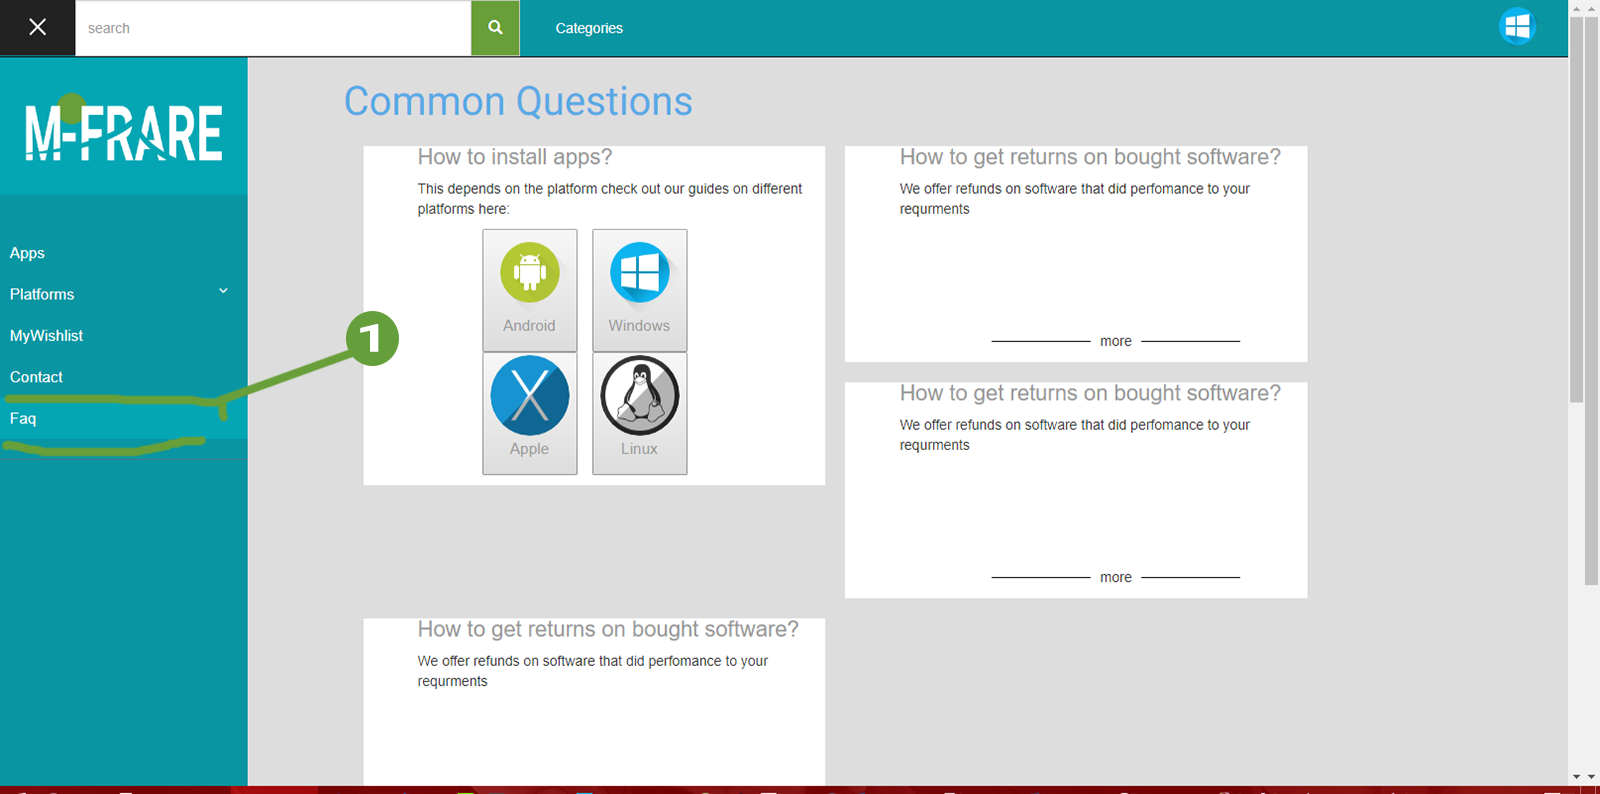 search
Categories
M-FRARE
Apps
Platforms
MyWishlist
Contact
Faq
1
Common Questions
How to install apps?
This depends on the platform check out our guides on different
platforms here:
Android
Windows
Apple
Linux
How to get returns on bought software?
We offer refunds on software that did perfomance to your
requrments
more
How to get returns on bought software?
We offer refunds on software that did perfomance to your
requrments
more
How to get returns on bought software?
We offer refunds on software that did perfomance to your
requrments